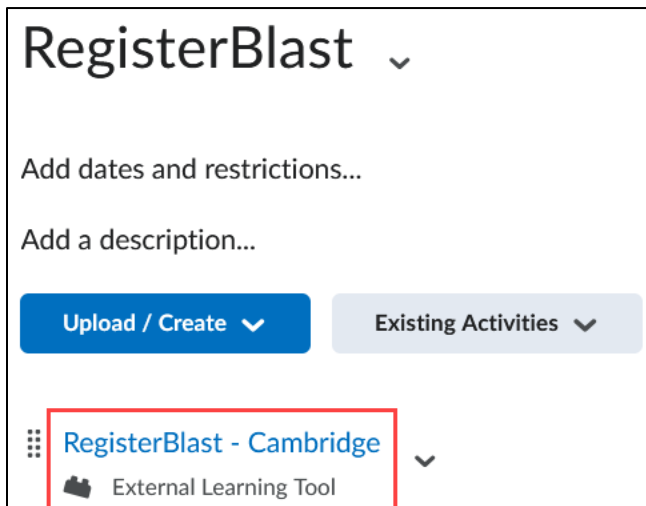 RegisterBlast
Add dates and restrictions...
Add a description...
Upload / Create
Existing Activities
RegisterBlast - Cambridge
External Learning Tool